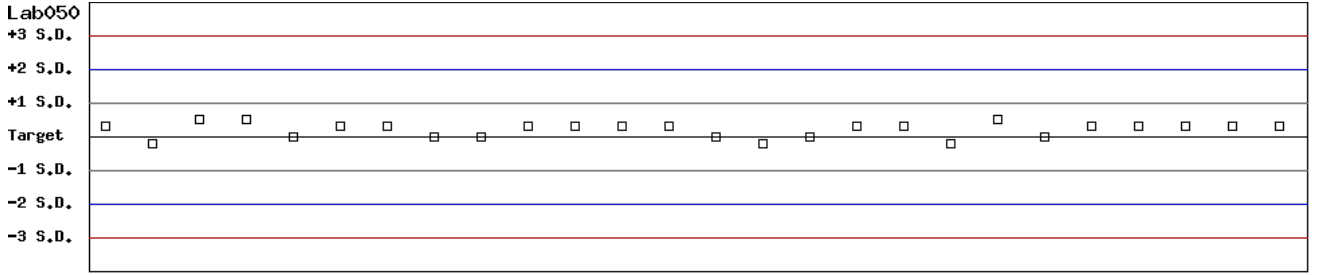 Lab050
+3 S.D.
+2 S.D.
+1 S.D.
Target
-1 S.D.
-2 S.D.
-3 S.D.